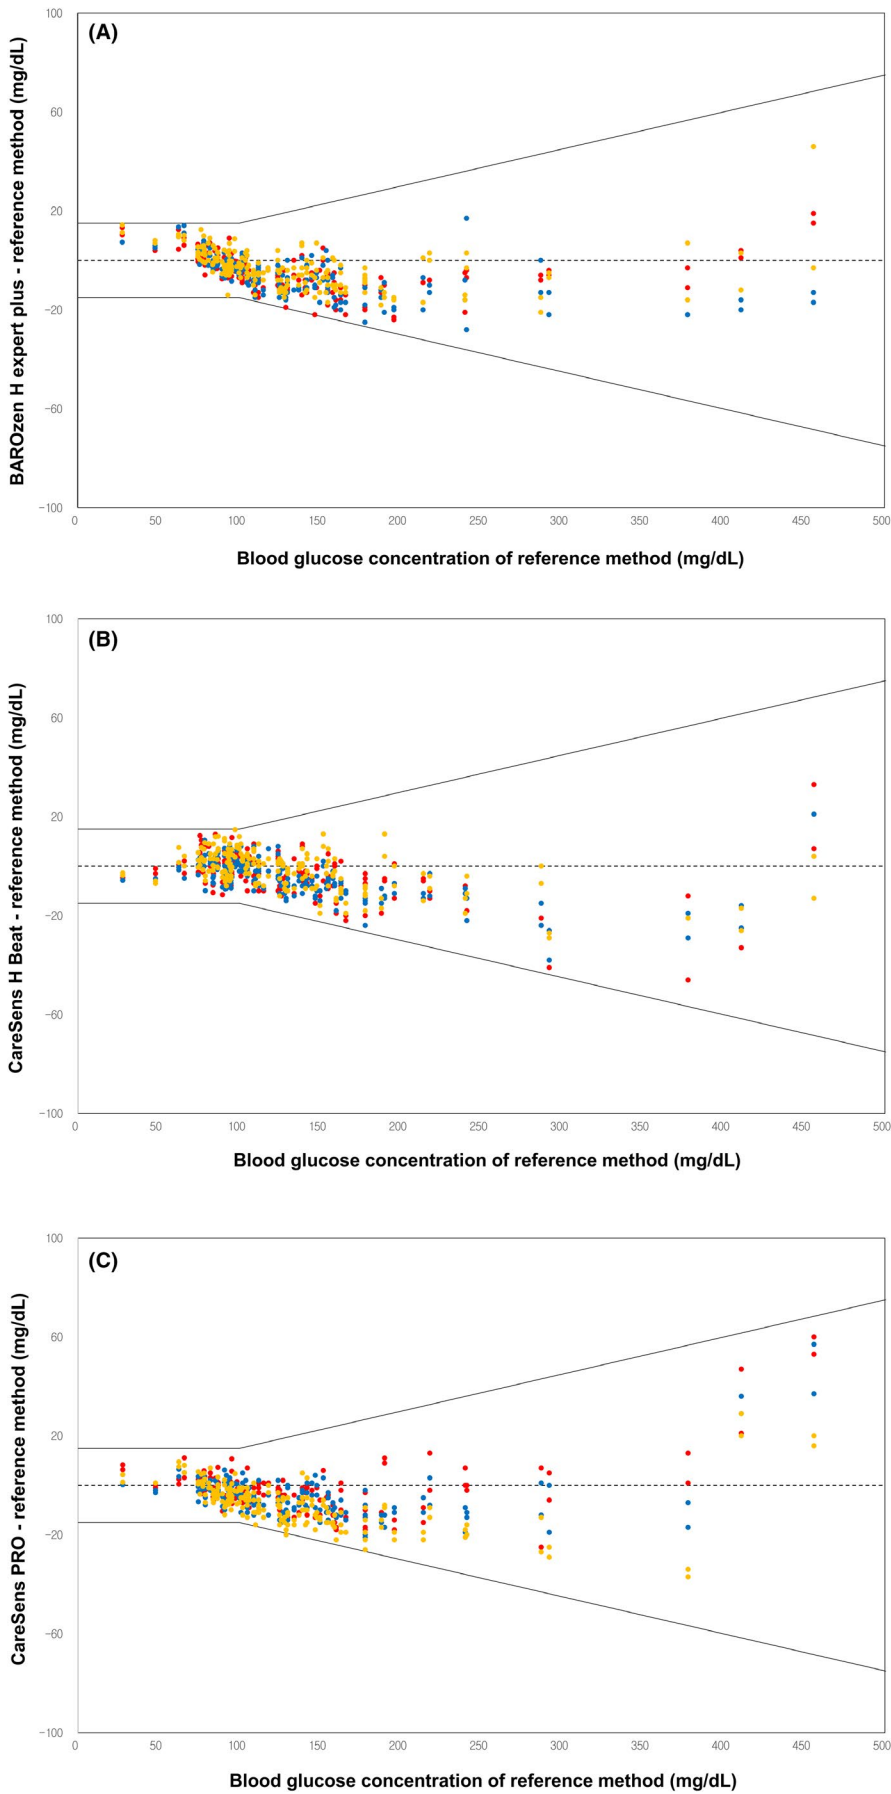 (A)
BAROzen H expert plus - reference method (mg/dL)
100
60
20
−20
−60
−100
0 50 100 150 200 250 300 350 400 450 500
Blood glucose concentration of reference method (mg/dL)
(B)
CareSens H Beat - reference method (mg/dL)
100
60
20
−20
−60
−100
0 50 100 150 200 250 300 350 400 450 500
Blood glucose concentration of reference method (mg/dL)
(C)
CareSens PRO - reference method (mg/dL)
100
60
20
−20
−60
−100
0 50 100 150 200 250 300 350 400 450 500
Blood glucose concentration of reference method (mg/dL)